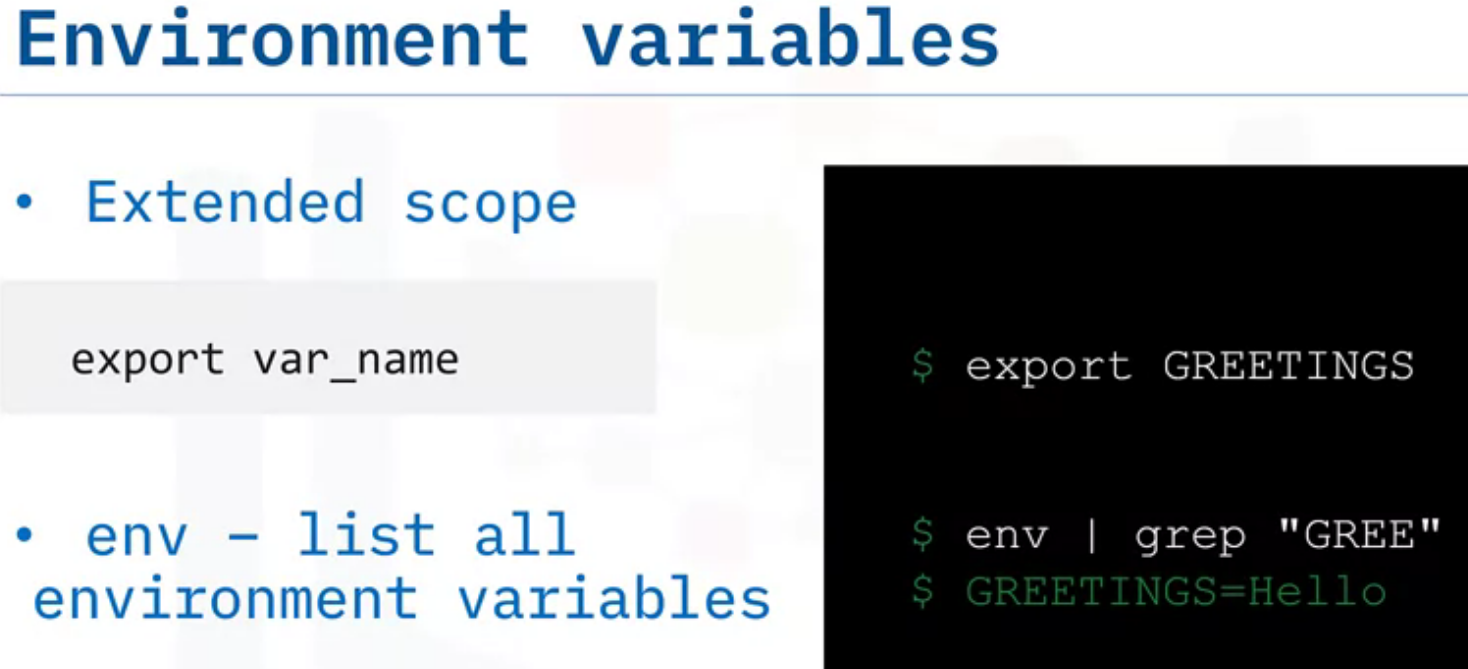 Environment variables
• Extended scope
export var_name
$ export GREETINGS
• env – list all
environment variables
$ env | grep "GREE"
$ GREETINGS=Hello